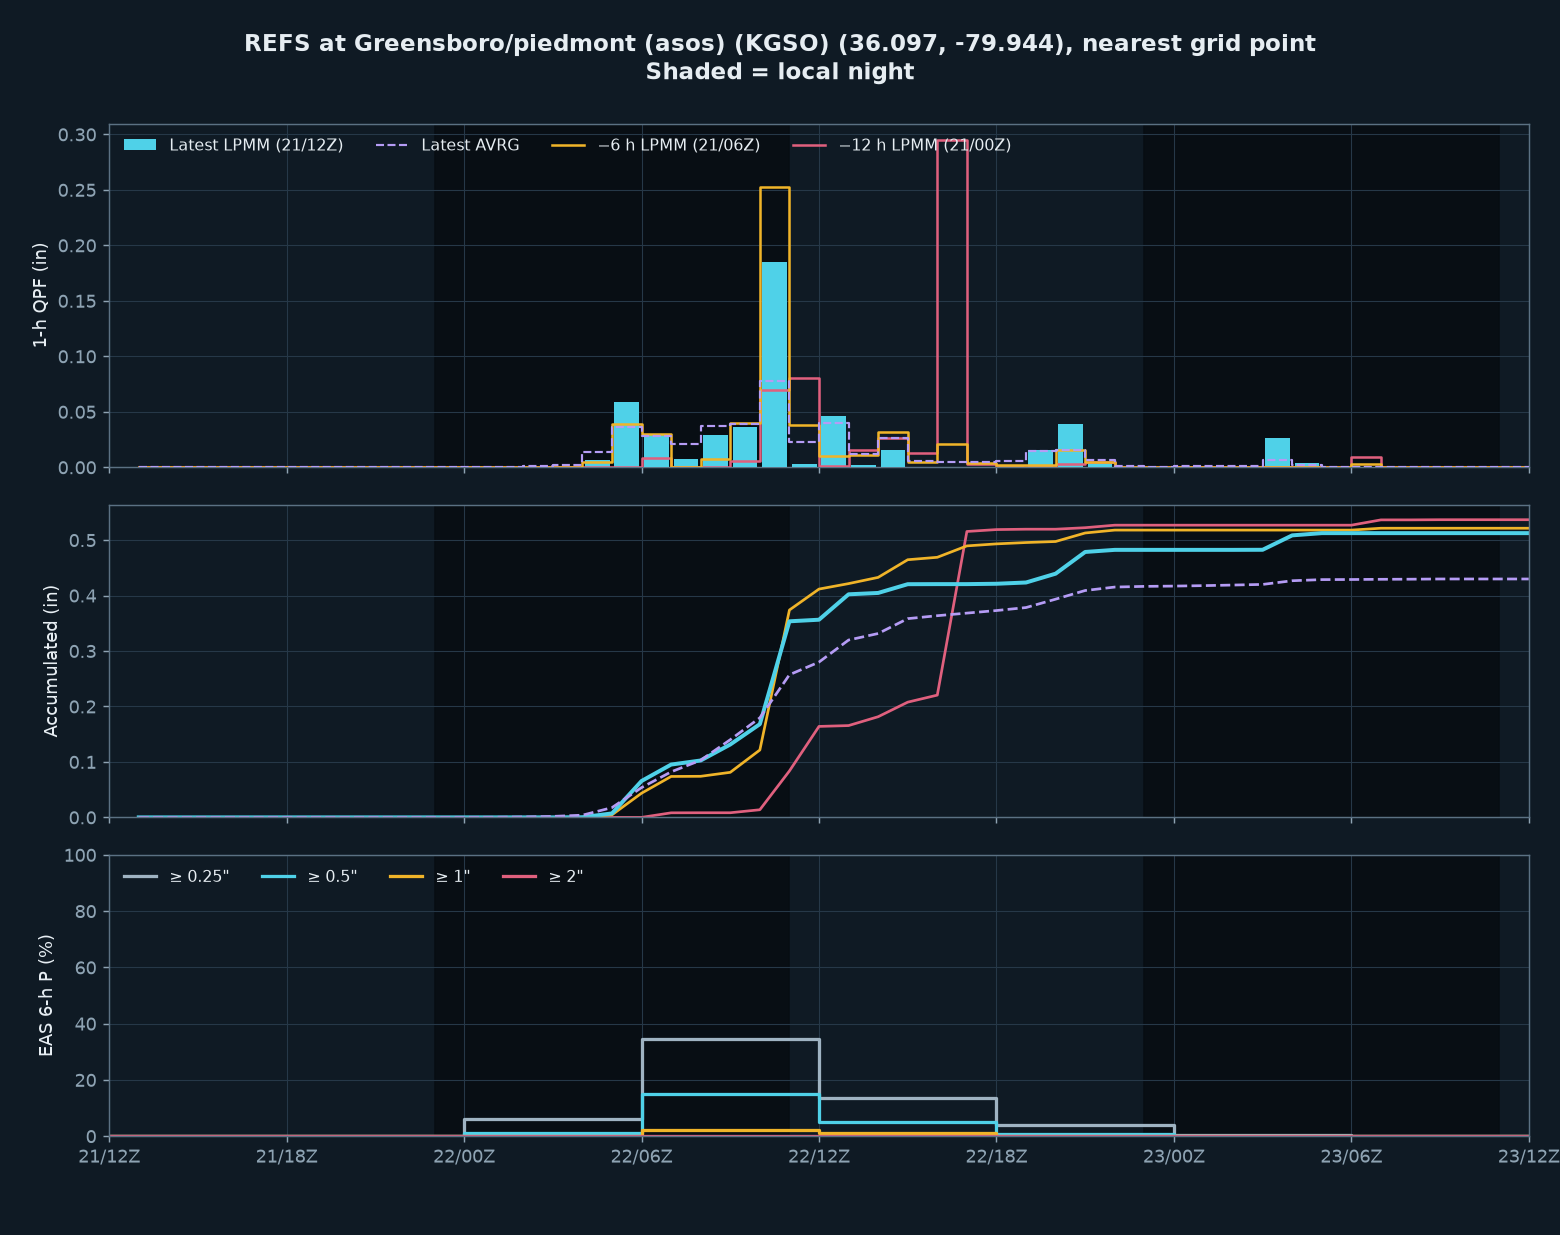 REFS at Greensboro/piedmont (asos) (KGSO) (36.097, -79.944), nearest grid point
Shaded = local night
1-h QPF (in)
0.30
0.25
0.20
0.15
0.10
0.05
0.00
Latest LPMM (21/12Z)
Latest AVRG
−6 h LPMM (21/06Z)
−12 h LPMM (21/00Z)
Accumulated (in)
0.5
0.4
0.3
0.2
0.1
0.0
EAS 6-h P (%)
100
80
60
40
20
0
≥ 0.25"
≥ 0.5"
≥ 1"
≥ 2"
21/12Z
21/18Z
22/00Z
22/06Z
22/12Z
22/18Z
23/00Z
23/06Z
23/12Z